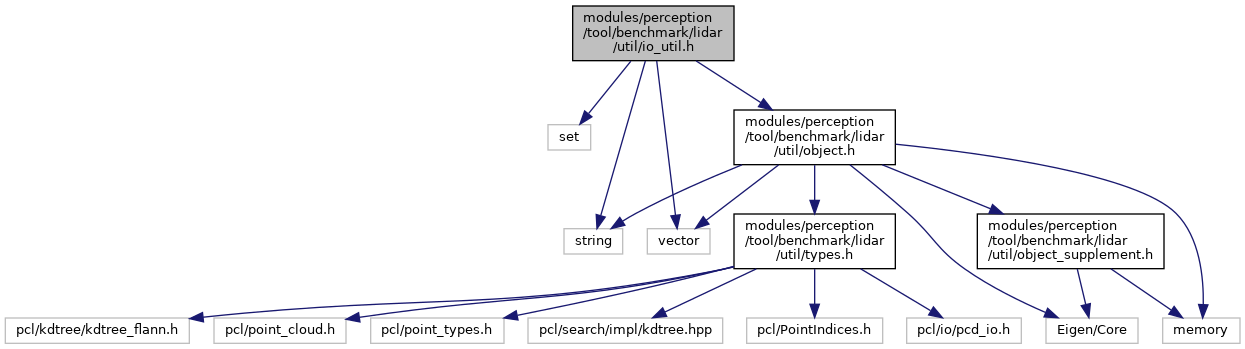 modules/perception
/tool/benchmark/lidar
/util/io_util.h
set
modules/perception
/tool/benchmark/lidar
/util/object.h
string
vector
modules/perception
/tool/benchmark/lidar
/util/types.h
modules/perception
/tool/benchmark/lidar
/util/object_supplement.h
pcl/kdtree/kdtree_flann.h
pcl/point_cloud.h
pcl/point_types.h
pcl/search/impl/kdtree.hpp
pcl/PointIndices.h
pcl/io/pcd_io.h
Eigen/Core
memory